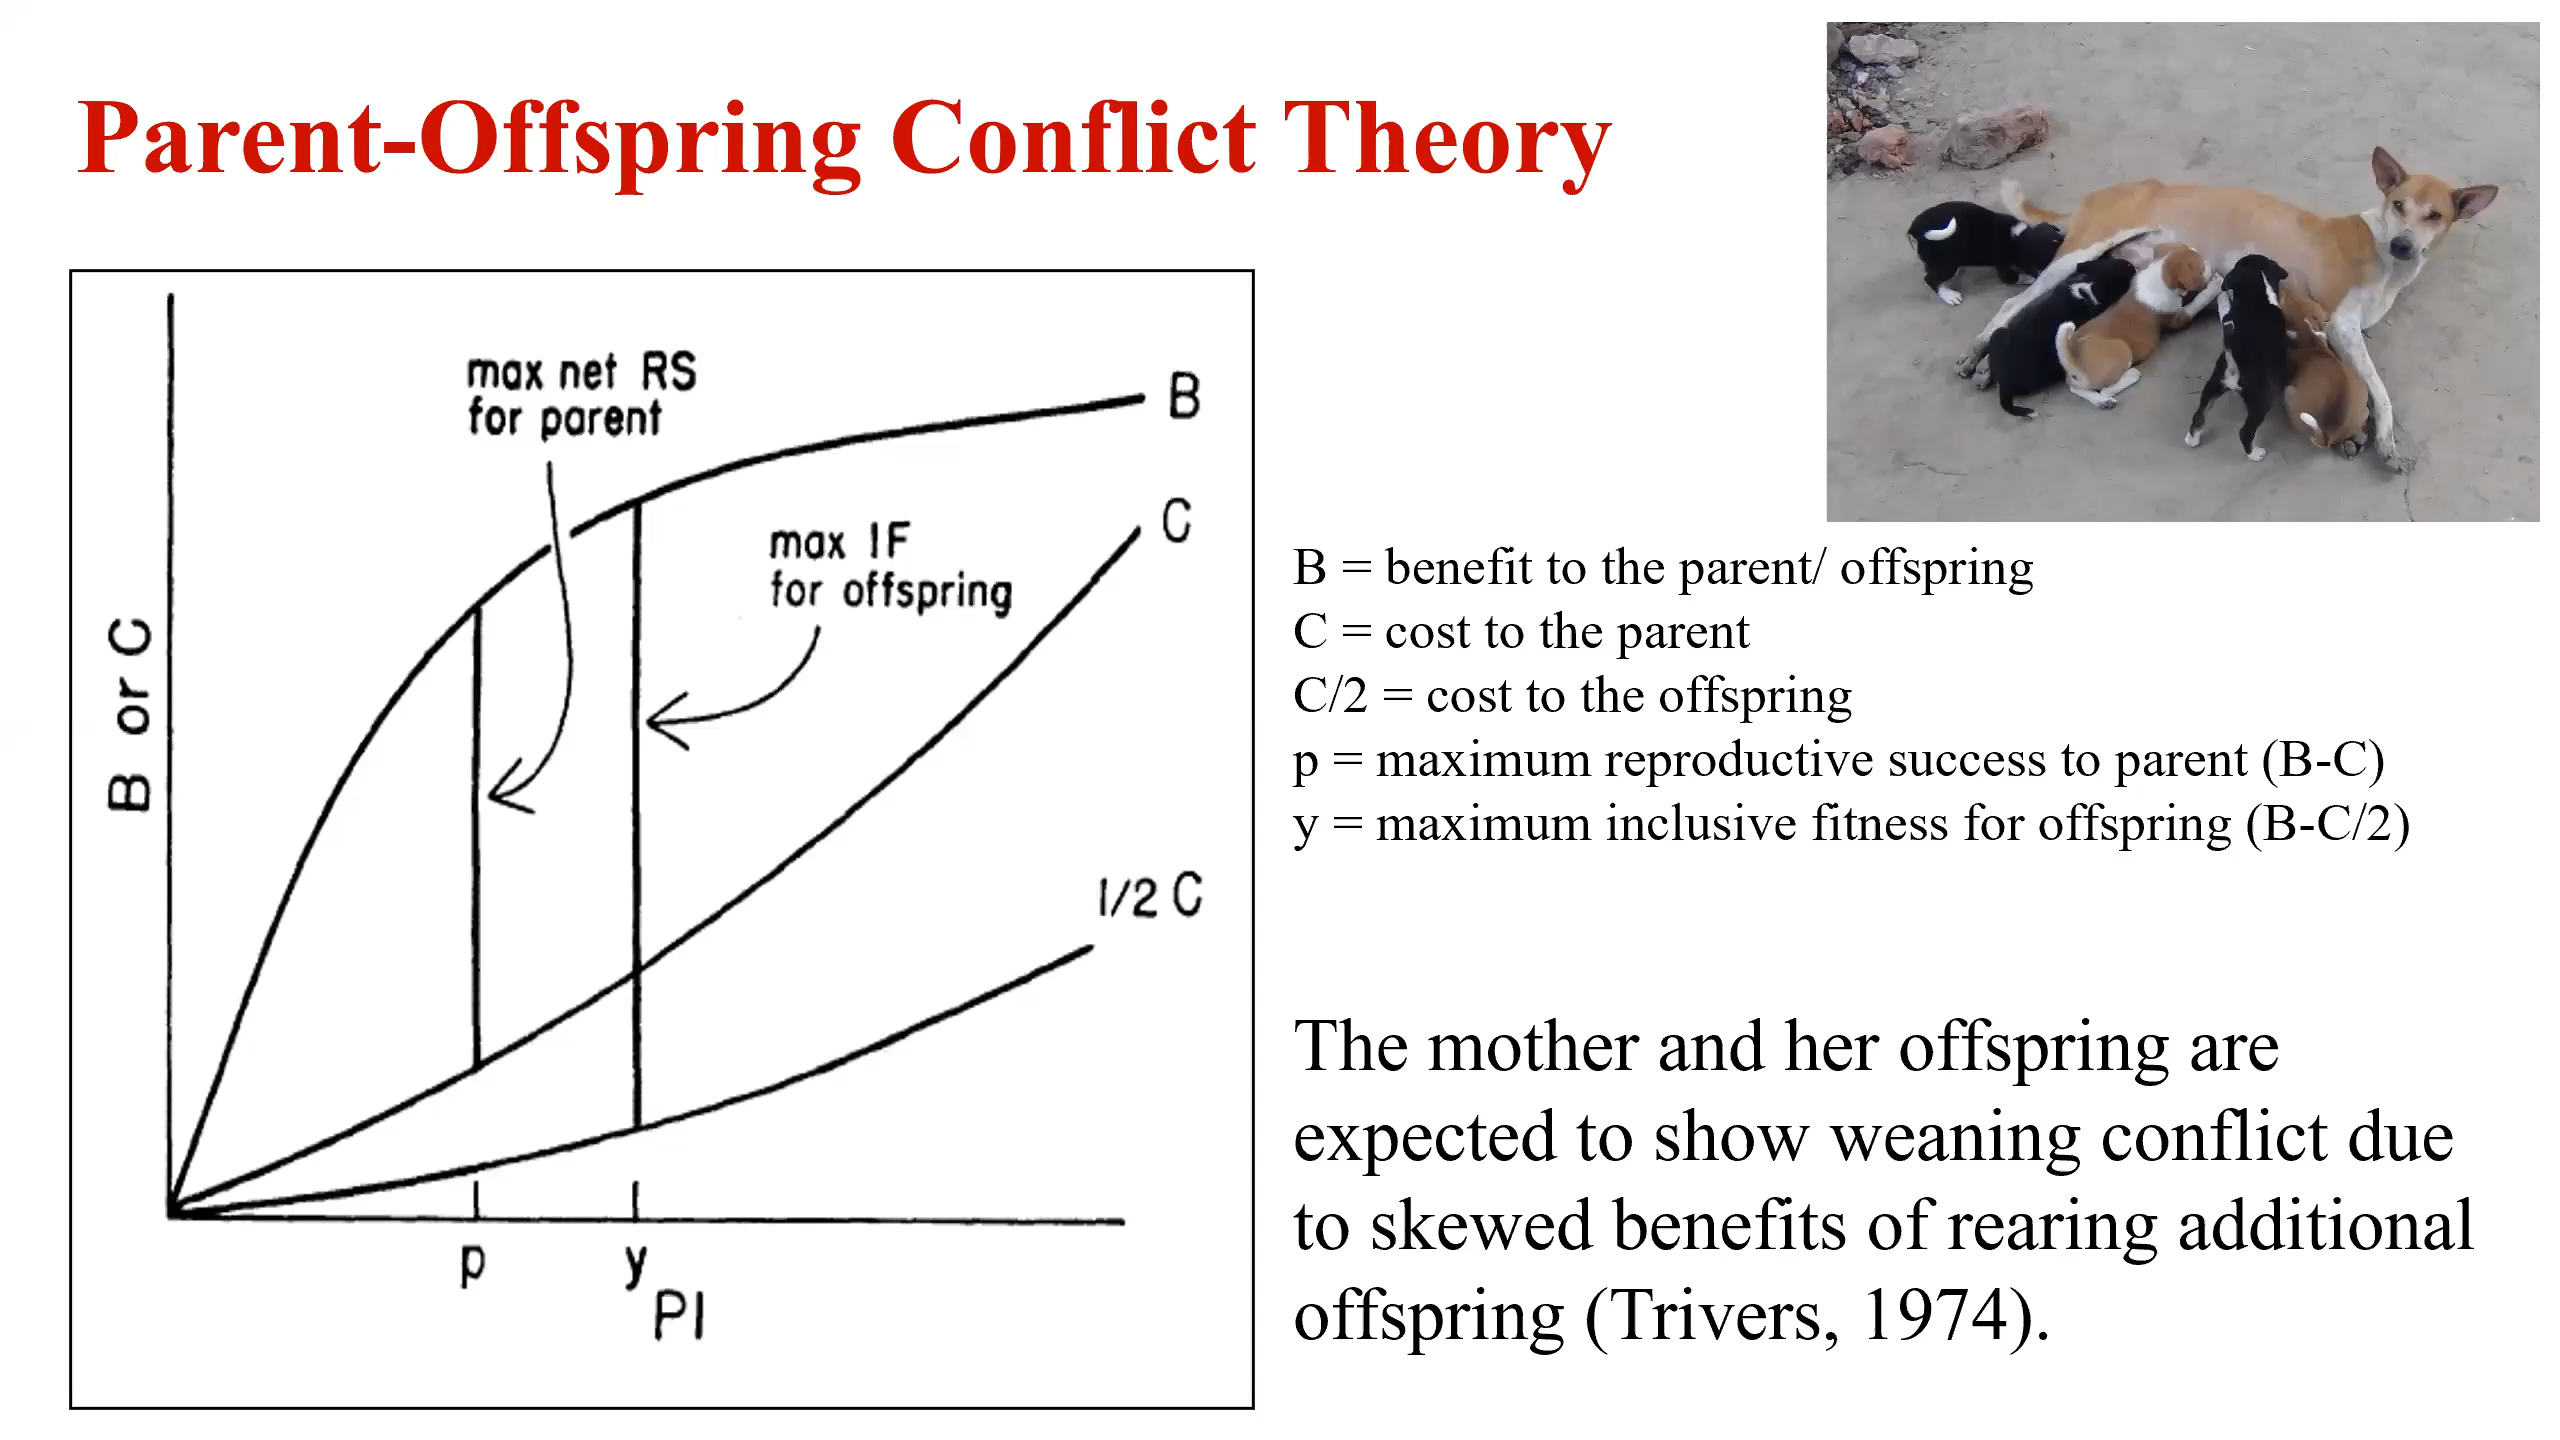 Parent-Offspring Conflict Theory
max net RS
for parent
B
max IF
for offspring
C
B or C
1/2 C
p
y
PI
B = benefit to the parent/ offspring
C = cost to the parent
C/2 = cost to the offspring
p = maximum reproductive success to parent (B-C)
y = maximum inclusive fitness for offspring (B-C/2)
The mother and her offspring are
expected to show weaning conflict due
to skewed benefits of rearing additional
offspring (Trivers, 1974).